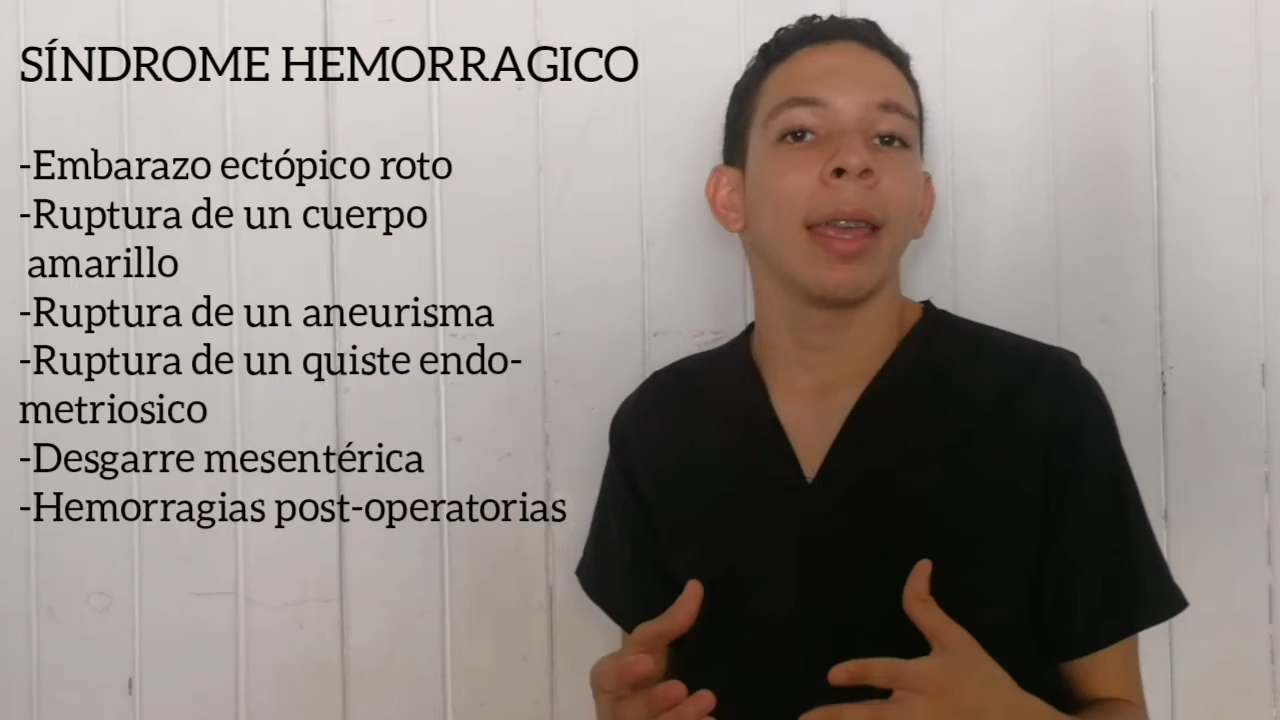 SÍNDROME HEMORRAGICO
-Embarazo ectópico roto
-Ruptura de un cuerpo
amarillo
-Ruptura de un aneurisma
-Ruptura de un quiste endo-
metriosico
-Desgarre mesentérica
-Hemorragias post-operatorias